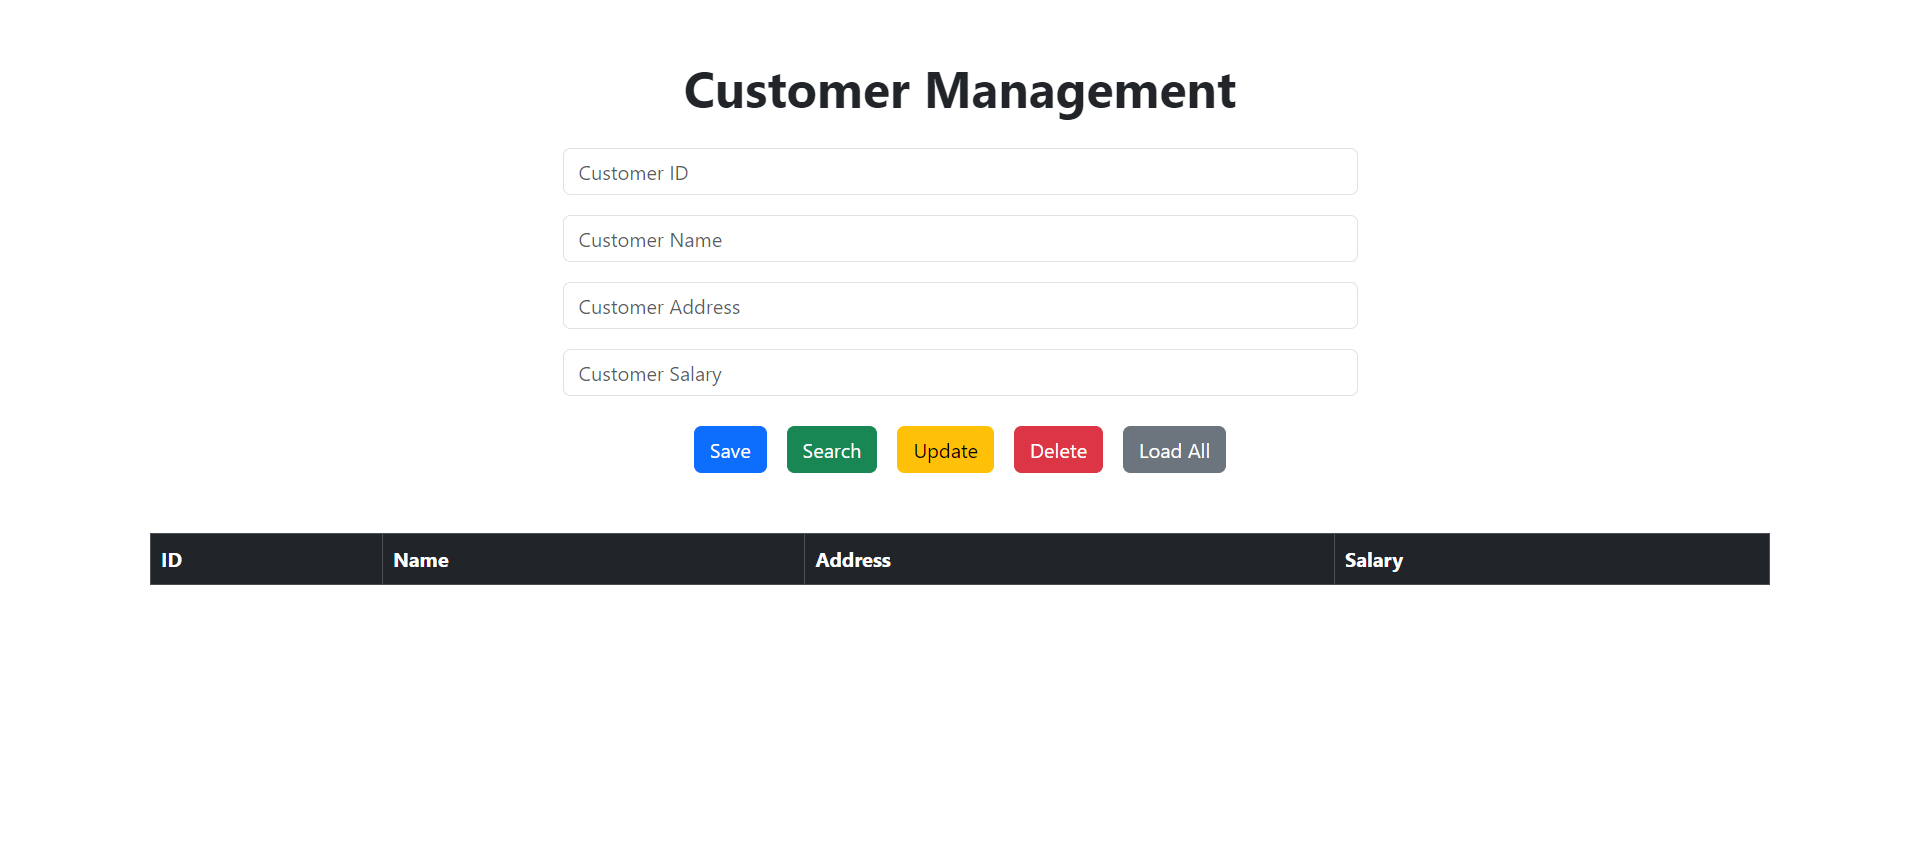 Customer Management
Customer ID
Customer Name
Customer Address
Customer Salary
Save Search Update Delete Load All
ID Name Address Salary